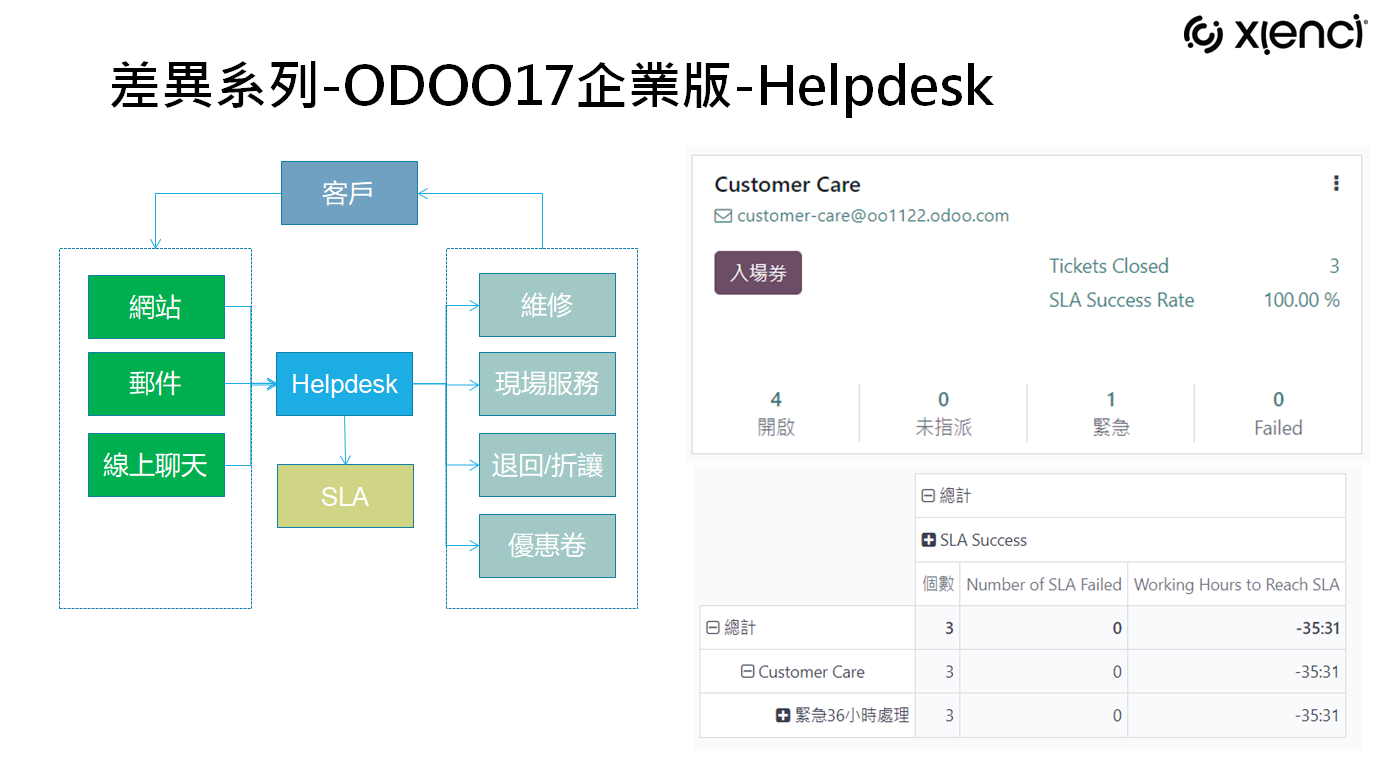 xienci
差異系列-ODOO17企業版-Helpdesk
客戶
網站
郵件
線上聊天
Helpdesk
SLA
維修
現場服務
退回/折讓
優惠卷
Customer Care
customer-care@oo1122.odoo.com
入場券
Tickets Closed 3
SLA Success Rate 100.00 %
4 0 1 0
開啟 未指派 緊急 Failed
總計
SLA Success
個數 Number of SLA Failed Working Hours to Reach SLA
總計 3 0 -35:31
Customer Care 3 0 -35:31
緊急36小時處理 3 0 -35:31